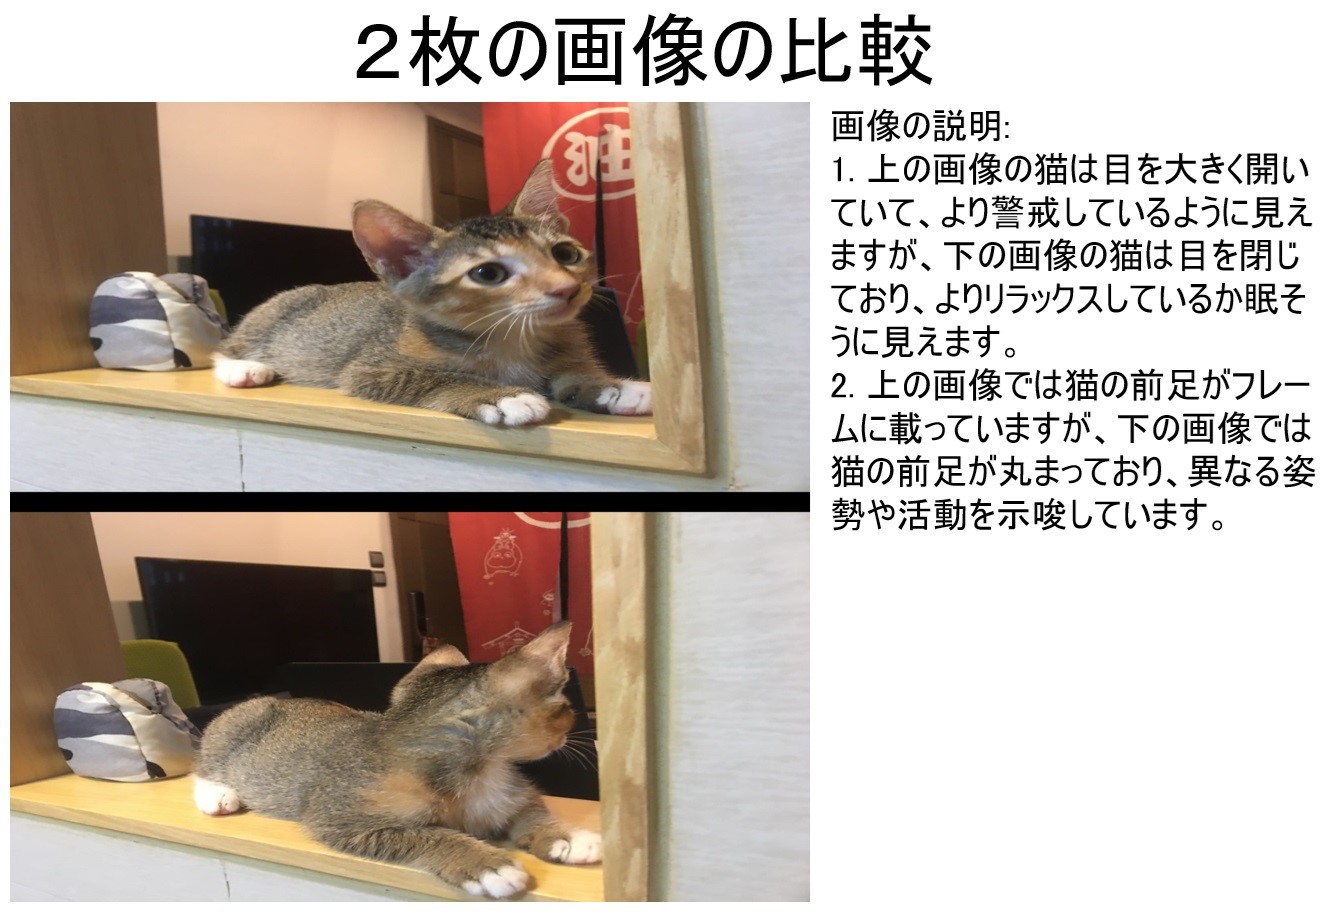 2枚の画像の比較
油
画像の説明:
1. 上の画像の猫は目を大きく開い
ていて、より警戒しているように見え
ますが、下の画像の猫は目を閉じ
ており、よりリラックスしているか眠そ
うに見えます。
2. 上の画像では猫の前足がフレー
ムに載っていますが、下の画像では
猫の前足が丸まっており、異なる姿
勢や活動を示唆しています。